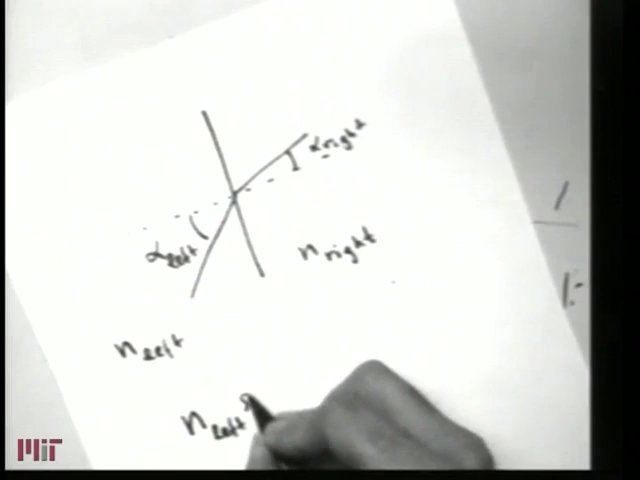 α right
α left
n right
n left
n left s
MIT